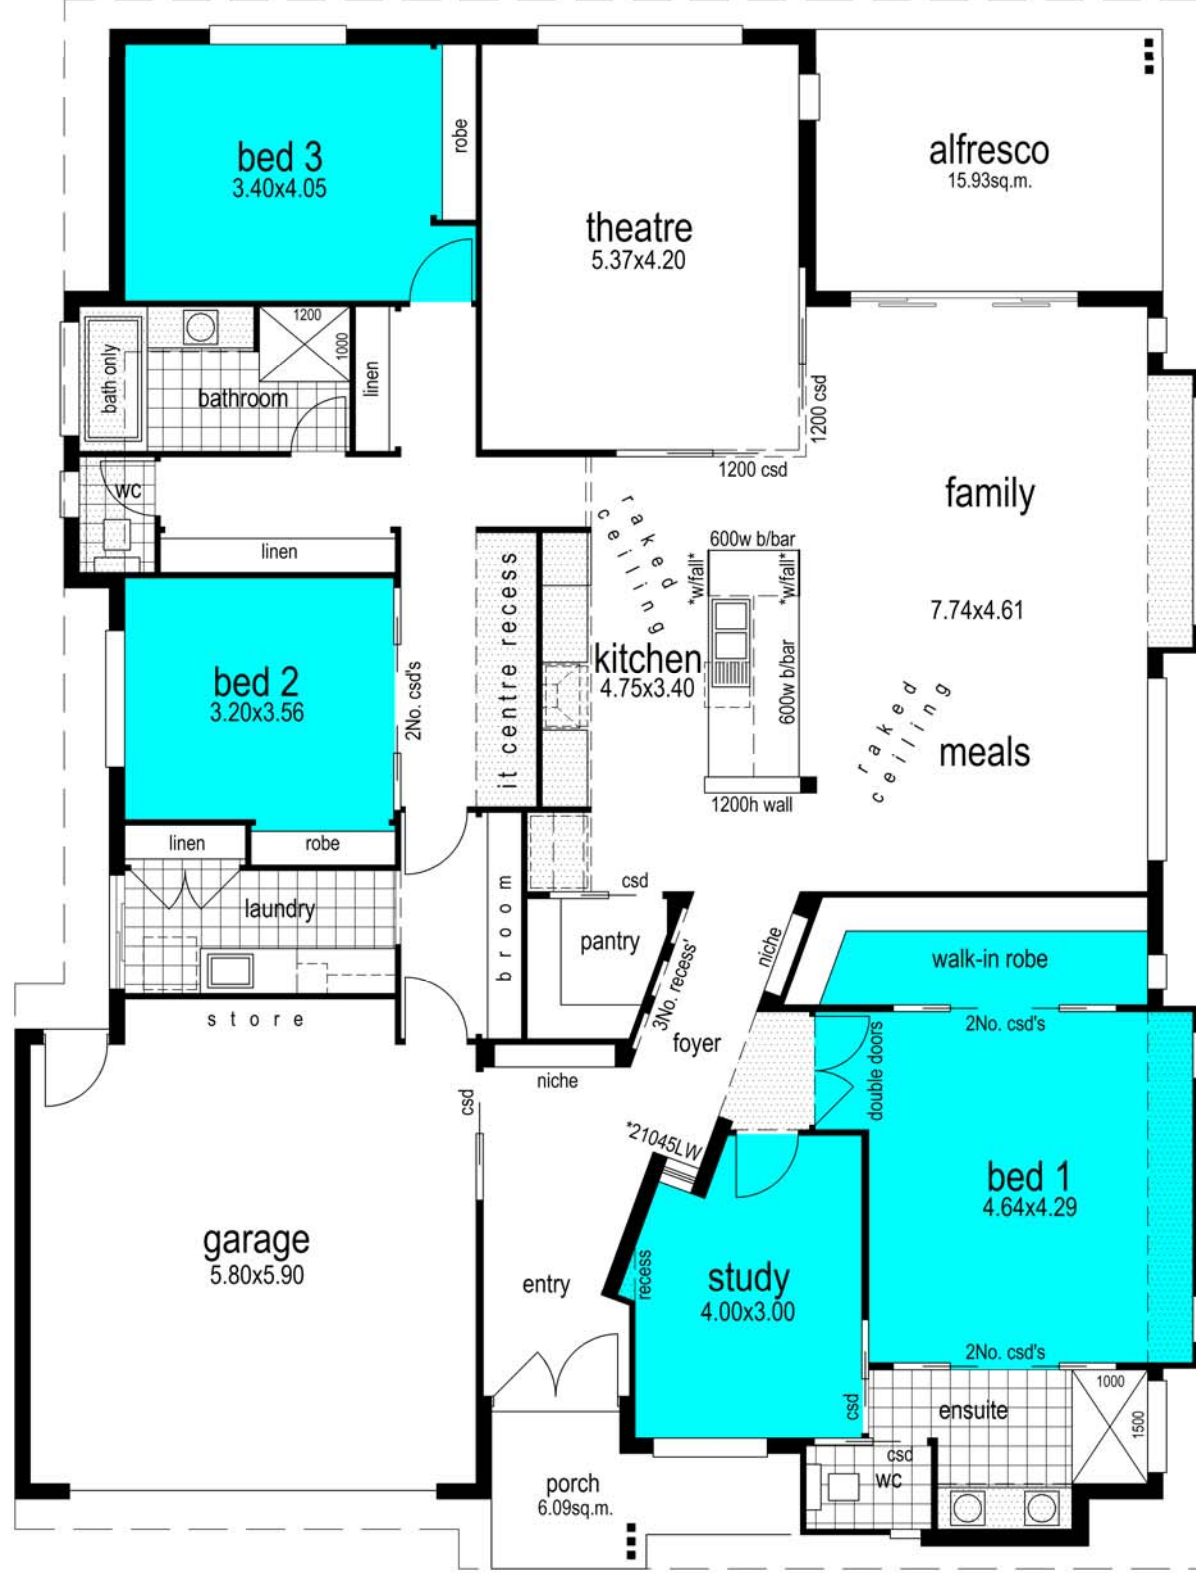 bed 3
3.40x4.05
robe
theatre
5.37x4.20
alfresco
15.93sq.m.
bath only
1200
1000
bathroom
linen
1200 csd
1200 csd
wc
linen
raked
ceiling
family
7.74x4.61
600w b/bar
*w/fall*
*w/fall*
600w b/bar
it centre recess
kitchen
4.75x3.40
bed 2
3.20x3.56
2No. csd's
raked
ceiling
meals
1200h wall
linen
robe
laundry
broom
csd
pantry
3No. recess'
niche
walk-in robe
2No. csd's
store
foyer
niche
csd
double doors
*21045LW
bed 1
4.64x4.29
garage
5.80x5.90
entry
recess
study
4.00x3.00
2No. csd's
csd
ensuite
1000
1500
csd
wc
porch
6.09sq.m.